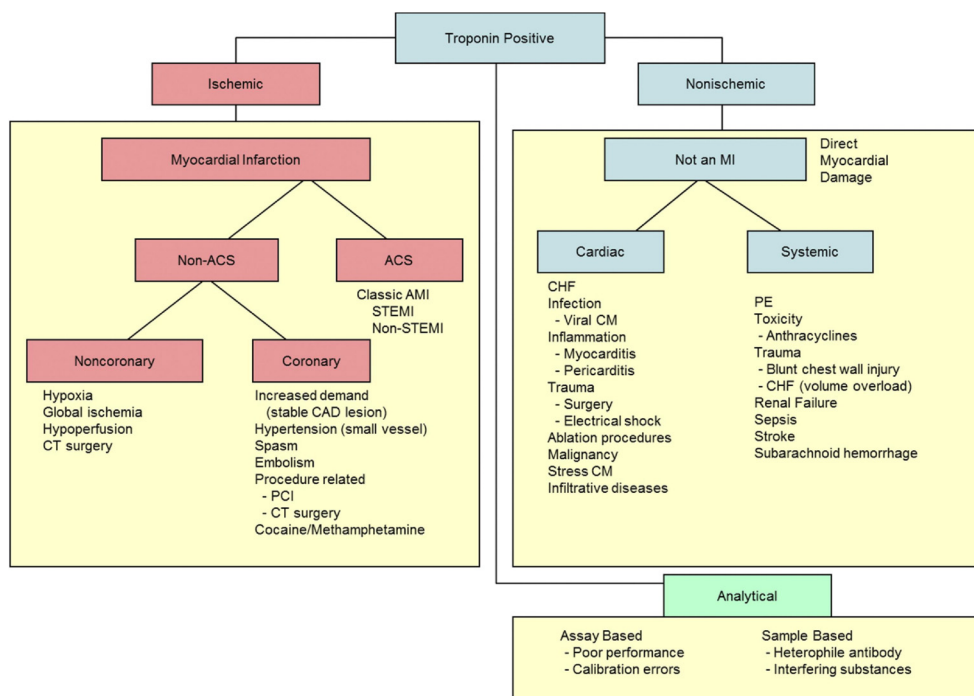 Troponin Positive
Ischemic
Nonischemic
Myocardial Infarction
Non-ACS
ACS
Classic AMI
STEMI
Non-STEMI
Noncoronary
Hypoxia
Global ischemia
Hypoperfusion
CT surgery
Coronary
Increased demand
(stable CAD lesion)
Hypertension (small vessel)
Spasm
Embolism
Procedure related
- PCI
- CT surgery
Cocaine/Methamphetamine
Not an MI
Direct
Myocardial
Damage
Cardiac
CHF
Infection
- Viral CM
Inflammation
- Myocarditis
- Pericarditis
Trauma
- Surgery
- Electrical shock
Ablation procedures
Malignancy
Stress CM
Infiltrative diseases
Systemic
PE
Toxicity
- Anthracyclines
Trauma
- Blunt chest wall injury
- CHF (volume overload)
Renal Failure
Sepsis
Stroke
Subarachnoid hemorrhage
Analytical
Assay Based
- Poor performance
- Calibration errors
Sample Based
- Heterophile antibody
- Interfering substances